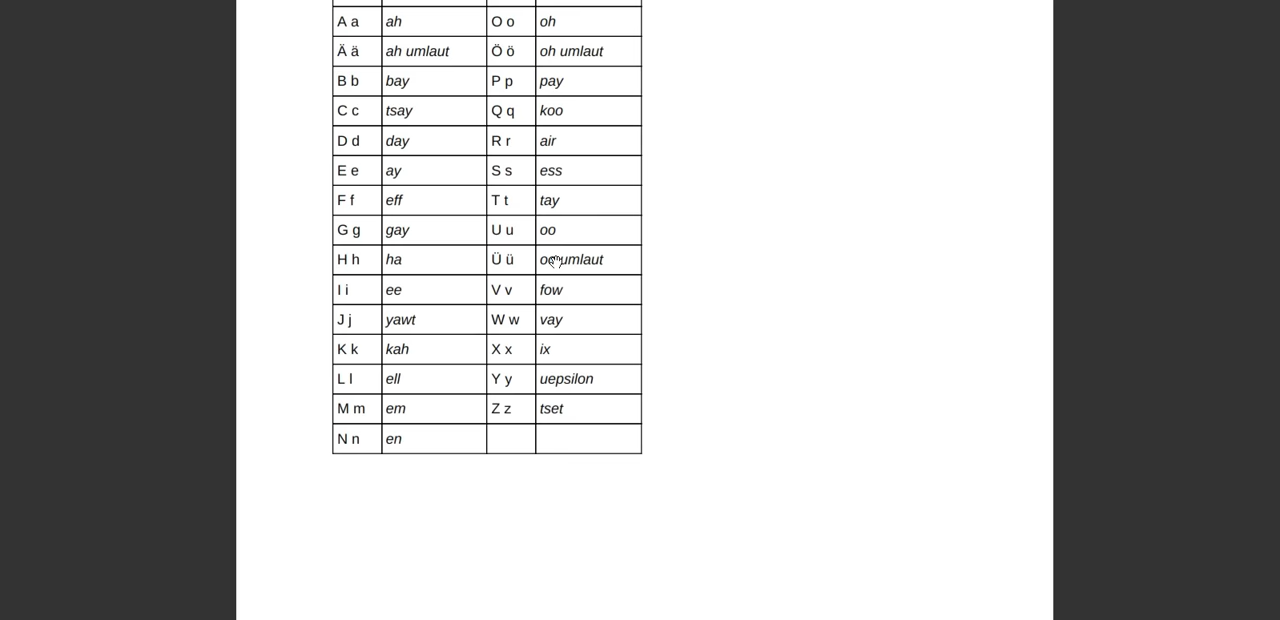 A a ah O o oh
Ä ä ah umlaut Ö ö oh umlaut
B b bay P p pay
C c tsay Q q koo
D d day R r air
E e ay S s ess
F f eff T t tay
G g gay U u oo
H h ha Ü ü oo umlaut
I i ee V v fow
J j yawt W w vay
K k kah X x ix
L l ell Y y uepsilon
M m em Z z tset
N n en